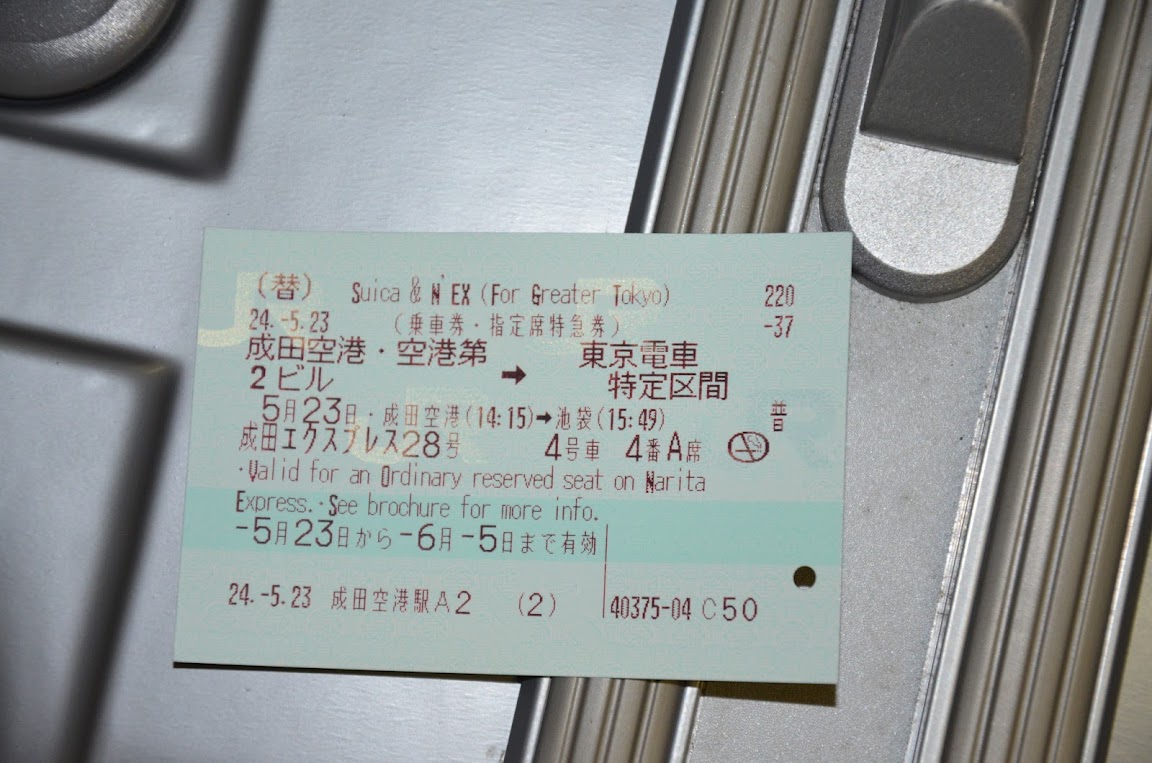 (替) Suica & N'EX (For Greater Tokyo) 220
24.-5.23 (乗車券・指定席特急券) -37
成田空港・空港第 東京電車
2ビル ➡ 特定区間
5月23日・成田空港(14:15)➡池袋(15:49) 普
成田エクスプレス28号 4号車 4番A席
・Valid for an Ordinary reserved seat on Narita
Express.・See brochure for more info.
-5月23日から-6月-5日まで有効
24.-5.23 成田空港駅A2 (2) 40375-04 C50